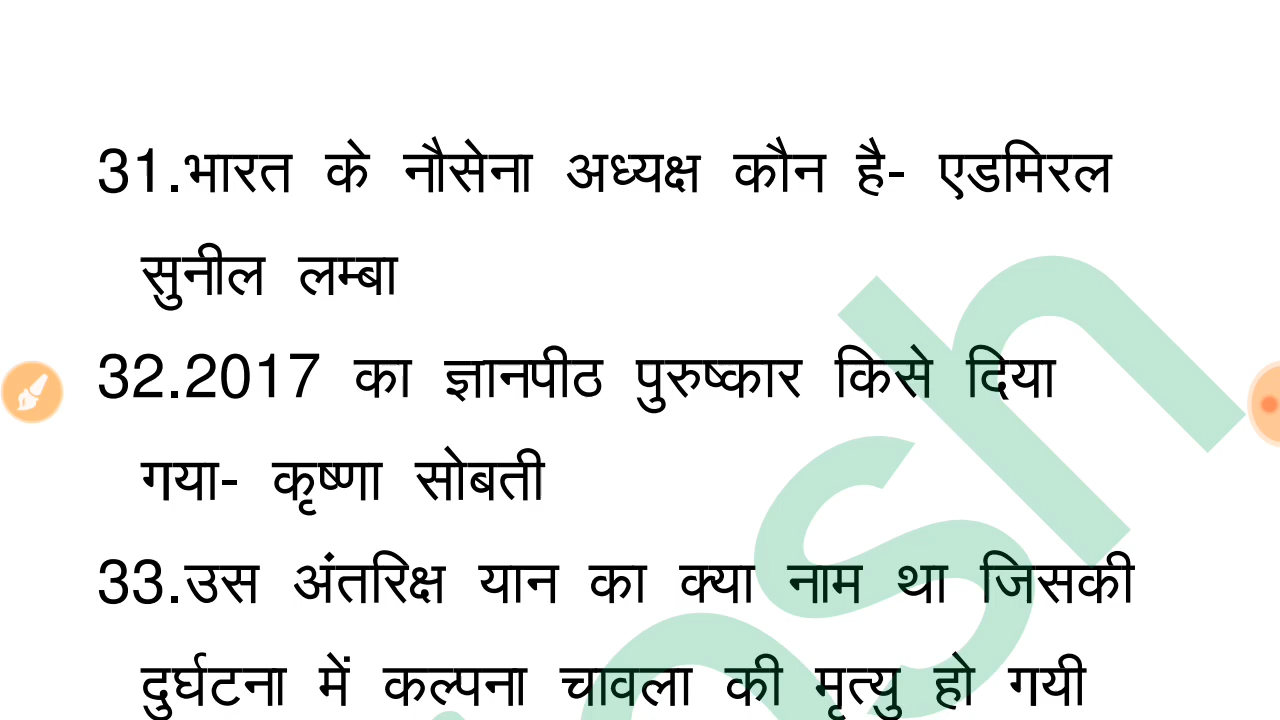 31.भारत के नौसेना अध्यक्ष कौन है- एडमिरल
सुनील लम्बा
32.2017 का ज्ञानपीठ पुरुष्कार किसे दिया
गया- कृष्णा सोबती
33.उस अंतरिक्ष यान का क्या नाम था जिसकी
दुर्घटना में कल्पना चावला की मृत्यु हो गयी